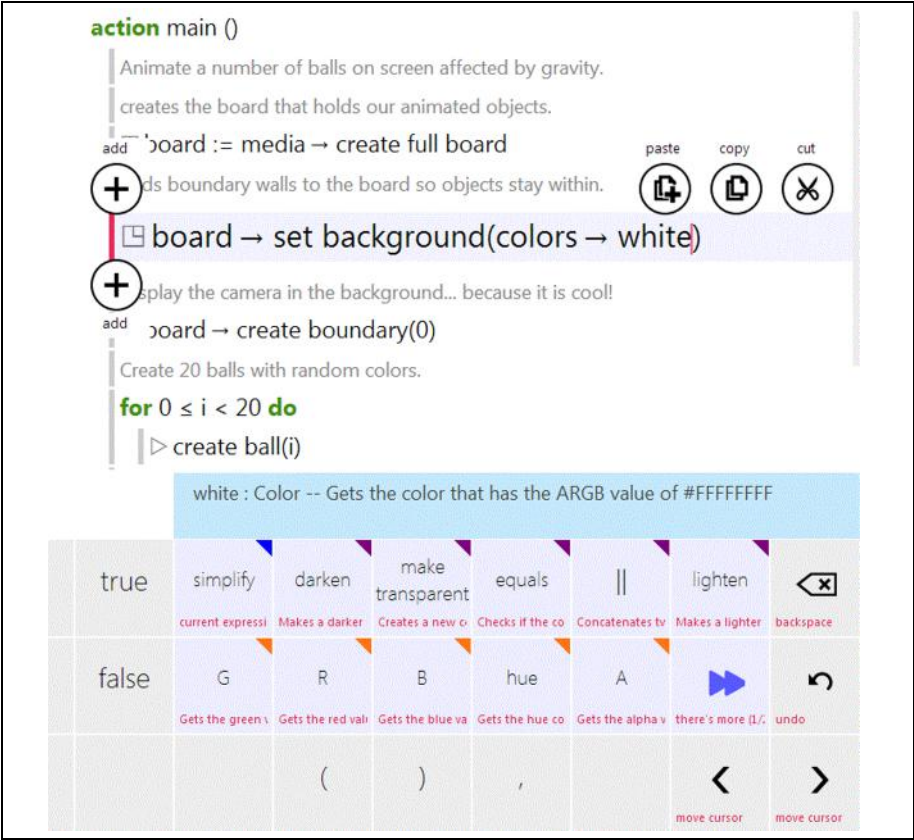 action main ()
Animate a number of balls on screen affected by gravity.
creates the board that holds our animated objects.
board := media → create full board
add
paste copy cut
ds boundary walls to the board so objects stay within.
board → set background(colors → white)
splay the camera in the background... because it is cool!
add
board → create boundary(0)
Create 20 balls with random colors.
for 0 ≤ i < 20 do
▷ create ball(i)
white : Color -- Gets the color that has the ARGB value of #FFFFFFFF
true simplify darken make transparent equals || lighten
current expressi Makes a darker Creates a new c Checks if the co Concatenates tv Makes a lighter backspace
false G R B hue A
Gets the green v Gets the red valu Gets the blue va Gets the hue co Gets the alpha v there's more (1/ undo
( ) ,
move cursor move cursor